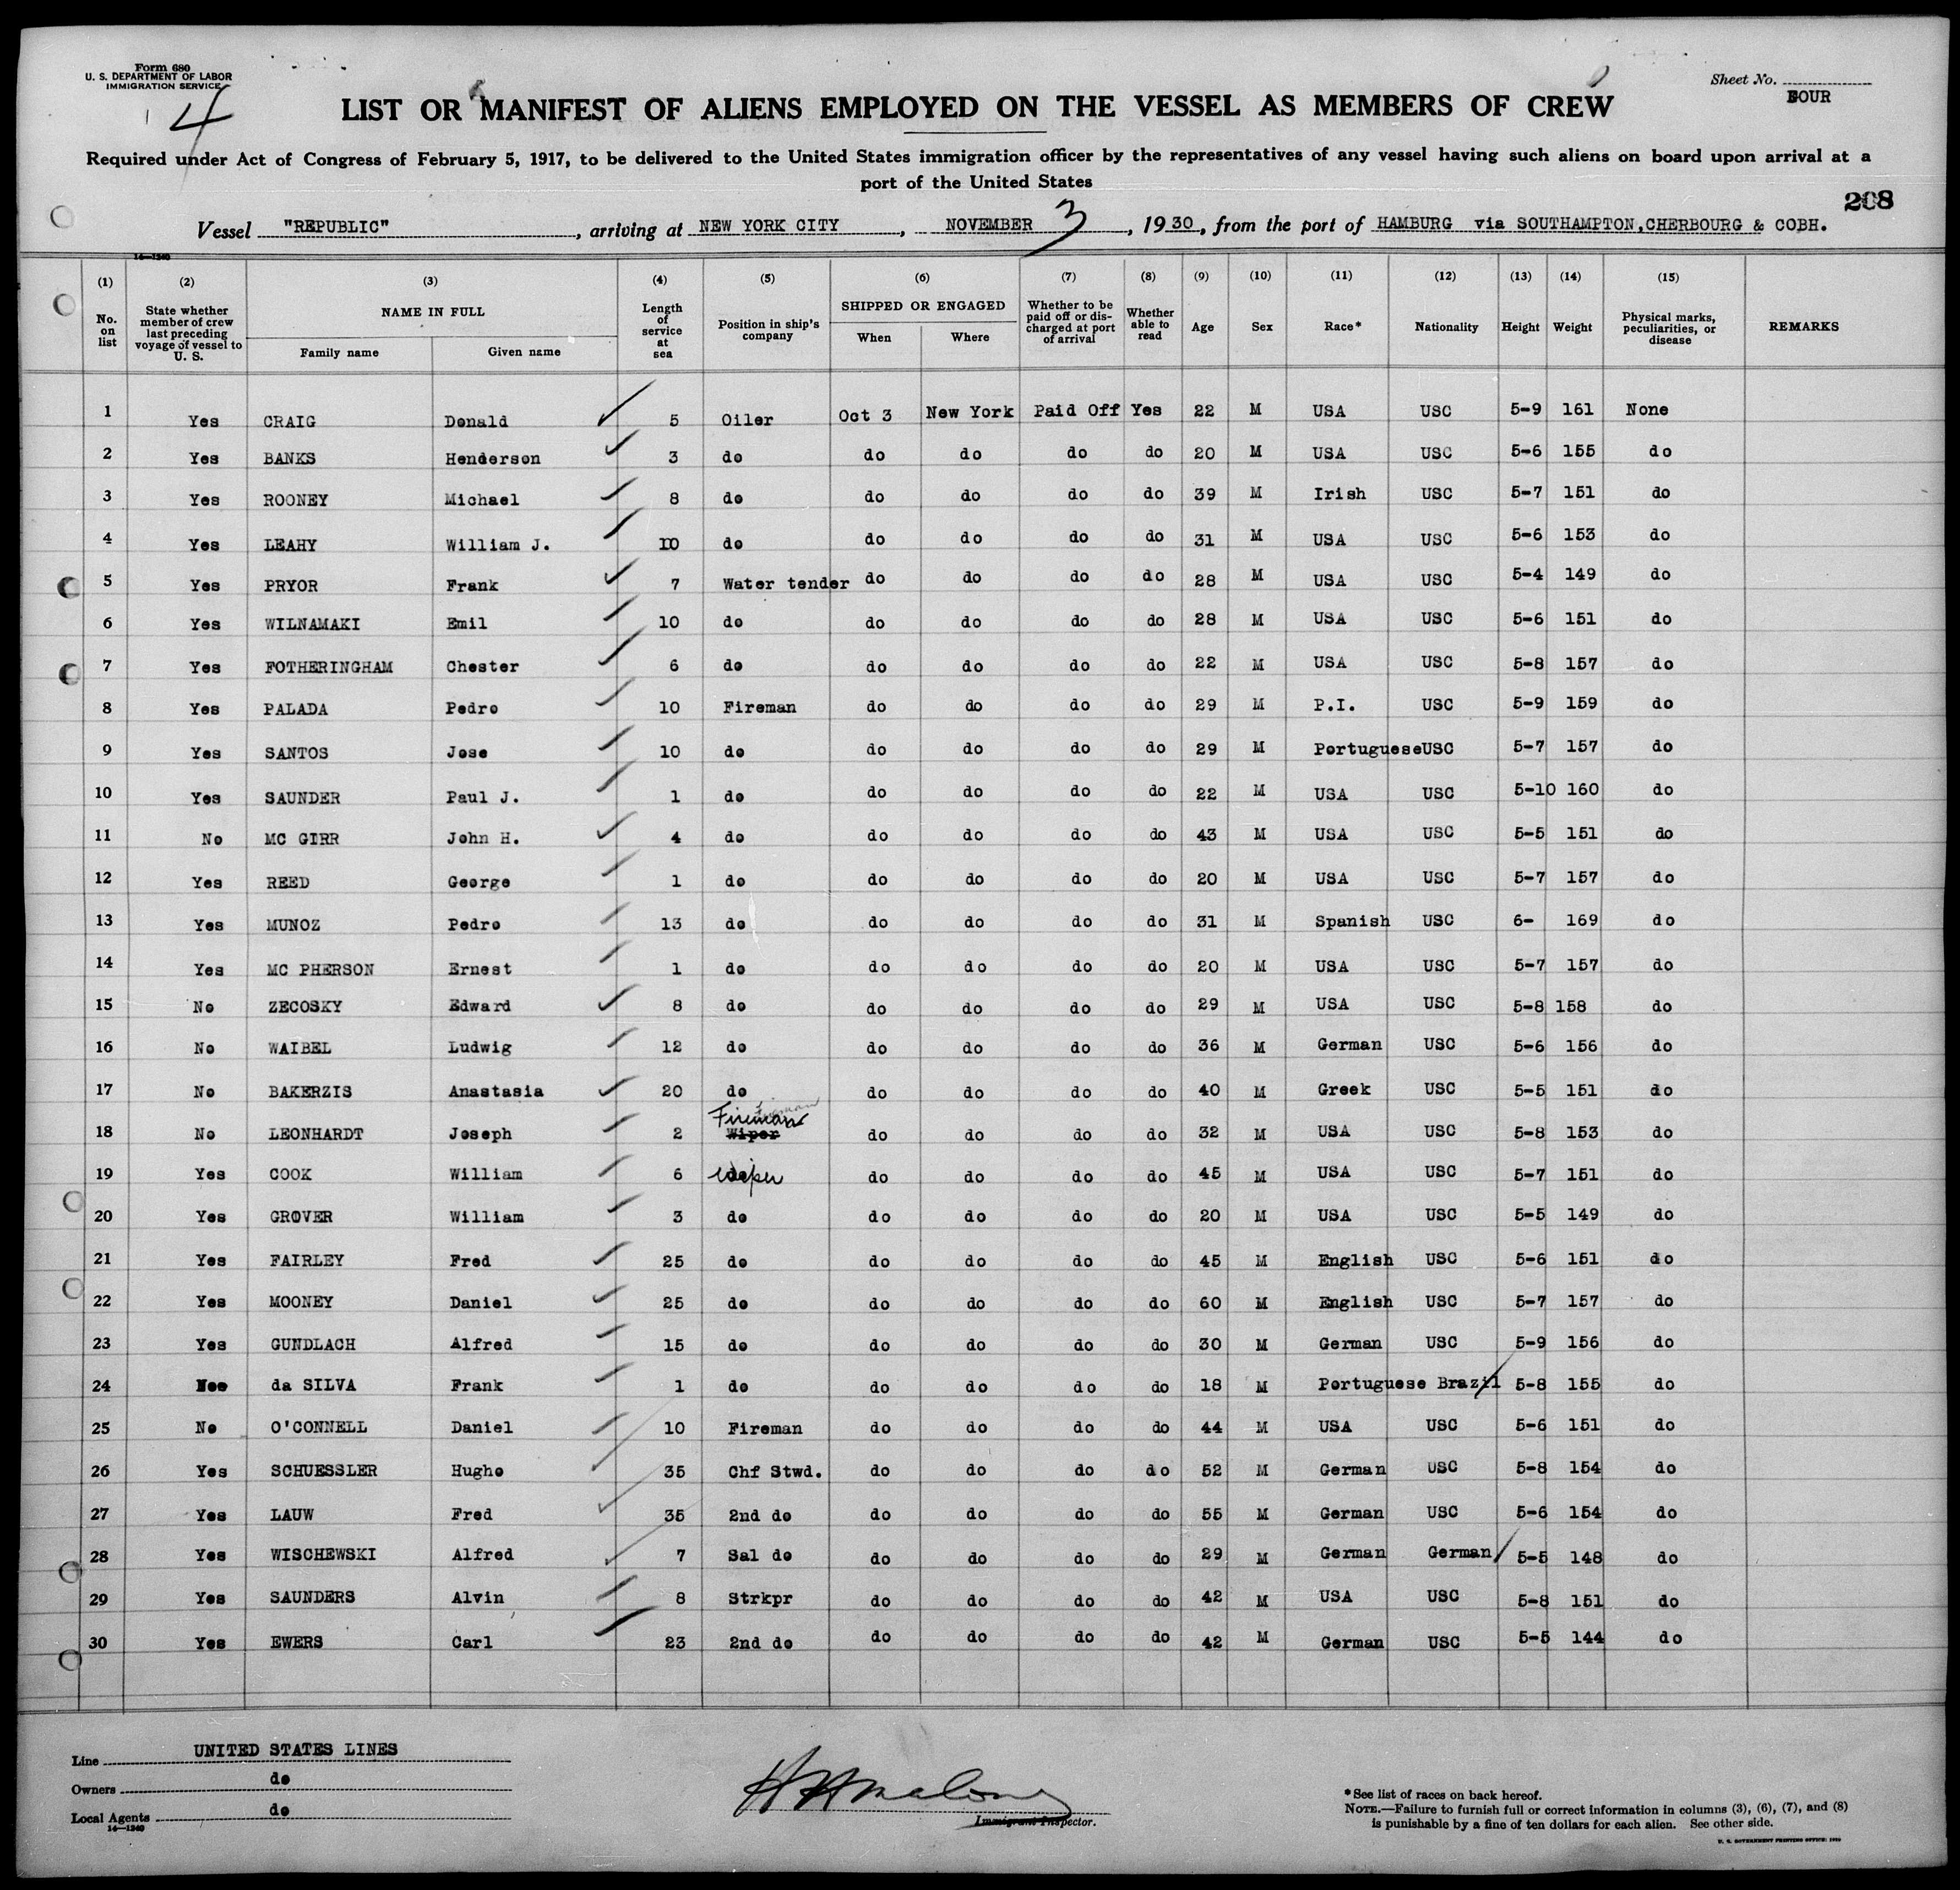 Form 680
U. S. DEPARTMENT OF LABOR
IMMIGRATION SERVICE
4
Sheet No.
FOUR
LIST OR MANIFEST OF ALIENS EMPLOYED ON THE VESSEL AS MEMBERS OF CREW
Required under Act of Congress of February 5, 1917, to be delivered to the United States immigration officer by the representatives of any vessel having such aliens on board upon arrival at a
port of the United States
208
Vessel "REPUBLIC", arriving at NEW YORK CITY, NOVEMBER 3, 1930, from the port of HAMBURG via SOUTHAMPTON, CHERBOURG & COBH.
14—1240
(1) (2) (3) (4) (5) (6) (7) (8) (9) (10) (11) (12) (13) (14) (15)
No. on list State whether member of crew last preceding voyage of vessel to U. S. NAME IN FULL Family name Given name Length of service at sea Position in ship's company SHIPPED OR ENGAGED When Where Whether to be paid off or discharged at port of arrival Whether able to read Age Sex Race* Nationality Height Weight Physical marks, peculiarities, or disease REMARKS
1 Yes CRAIG Donald 5 Oiler Oct 3 New York Paid Off Yes 22 M USA USC 5-9 161 None
2 Yes BANKS Henderson 3 do do do do do 20 M USA USC 5-6 155 do
3 Yes ROONEY Michael 8 do do do do do 39 M Irish USC 5-7 151 do
4 Yes LEAHY William J. 10 do do do do do 31 M USA USC 5-6 153 do
5 Yes PRYOR Frank 7 Water tender do do do do 28 M USA USC 5-4 149 do
6 Yes WILNAMAKI Emil 10 do do do do do 28 M USA USC 5-6 151 do
7 Yes FOTHERINGHAM Chester 6 do do do do do 22 M USA USC 5-8 157 do
8 Yes PALADA Pedro 10 Fireman do do do do 29 M P.I. USC 5-9 159 do
9 Yes SANTOS Jose 10 do do do do do 29 M Portuguese USC 5-7 157 do
10 Yes SAUNDER Paul J. 1 do do do do do 22 M USA USC 5-10 160 do
11 No MC GIRR John H. 4 do do do do do 43 M USA USC 5-5 151 do
12 Yes REED George 1 do do do do do 20 M USA USC 5-7 157 do
13 Yes MUNOZ Pedro 13 do do do do do 31 M Spanish USC 6- 169 do
14 Yes MC PHERSON Ernest 1 do do do do do 20 M USA USC 5-7 157 do
15 No ZECOSKY Edward 8 do do do do do 29 M USA USC 5-8 158 do
16 No WAIBEL Ludwig 12 do do do do do 36 M German USC 5-6 156 do
17 No BAKERZIS Anastasia 20 do do do do do 40 M Greek USC 5-5 151 do
18 No LEONHARDT Joseph 2 Fireman Wiper do do do do 32 M USA USC 5-8 153 do
19 Yes COOK William 6 Wiper do do do do 45 M USA USC 5-7 151 do
20 Yes GROVER William 3 do do do do do 20 M USA USC 5-5 149 do
21 Yes FAIRLEY Fred 25 do do do do do 45 M English USC 5-6 151 do
22 Yes MOONEY Daniel 25 do do do do do 60 M English USC 5-7 157 do
23 Yes GUNDLACH Alfred 15 do do do do do 30 M German USC 5-9 156 do
24 da SILVA Frank 1 do do do do do 18 M Portuguese Brazil 5-8 155 do
25 No O'CONNELL Daniel 10 Fireman do do do do 44 M USA USC 5-6 151 do
26 Yes SCHUESSLER Hugho 35 Chf Stwd. do do do do 52 M German USC 5-8 154 do
27 Yes LAUW Fred 35 2nd do do do do do 55 M German USC 5-6 154 do
28 Yes WISCHEWSKI Alfred 7 Sal do do do do do 29 M German German 5-5 148 do
29 Yes SAUNDERS Alvin 8 Strkpr do do do do 42 M USA USC 5-8 151 do
30 Yes EWERS Carl 23 2nd do do do do do 42 M German USC 5-5 144 do
Line UNITED STATES LINES
Owners do
Local Agents do
14—1240
H H Malone
Immigrant Inspector.
*See list of races on back hereof.
NOTE.—Failure to furnish full or correct information in columns (3), (6), (7), and (8)
is punishable by a fine of ten dollars for each alien. See other side.